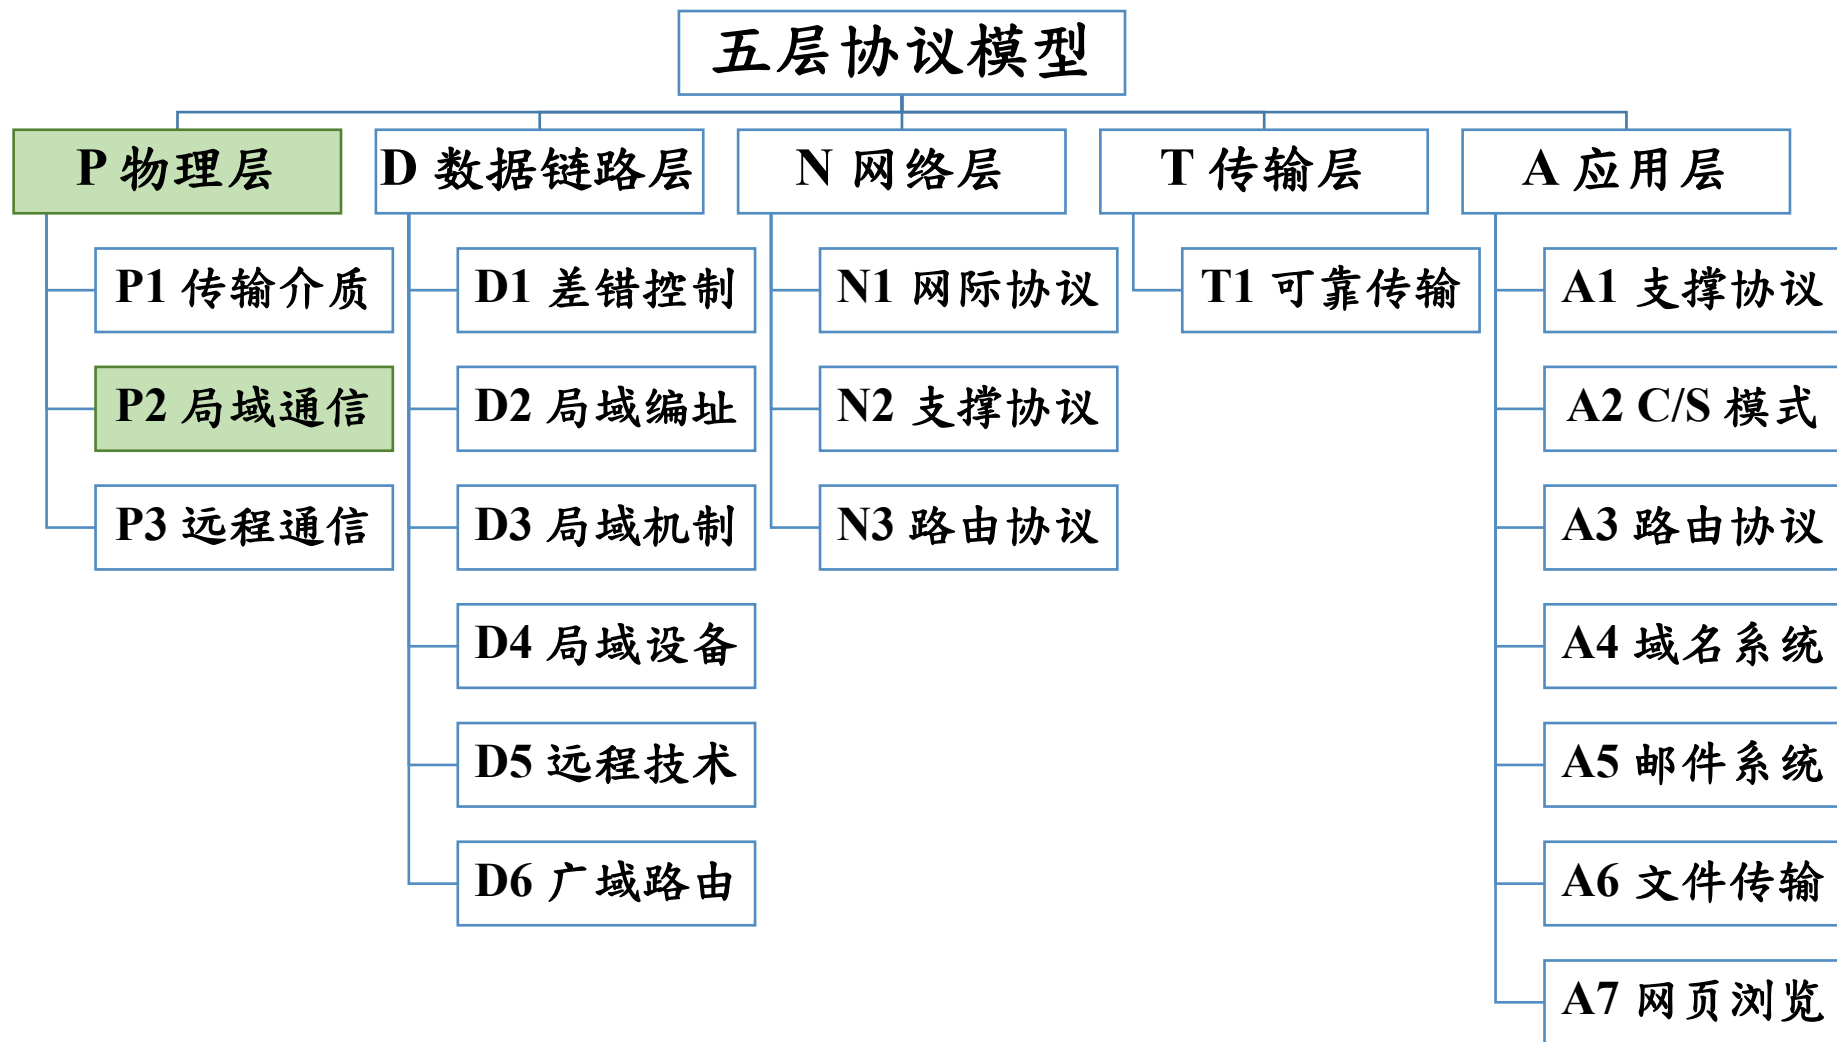 五层协议模型
P 物理层
P1 传输介质
P2 局域通信
P3 远程通信
D 数据链路层
D1 差错控制
D2 局域编址
D3 局域机制
D4 局域设备
D5 远程技术
D6 广域路由
N 网络层
N1 网际协议
N2 支撑协议
N3 路由协议
T 传输层
T1 可靠传输
A 应用层
A1 支撑协议
A2 C/S 模式
A3 路由协议
A4 域名系统
A5 邮件系统
A6 文件传输
A7 网页浏览